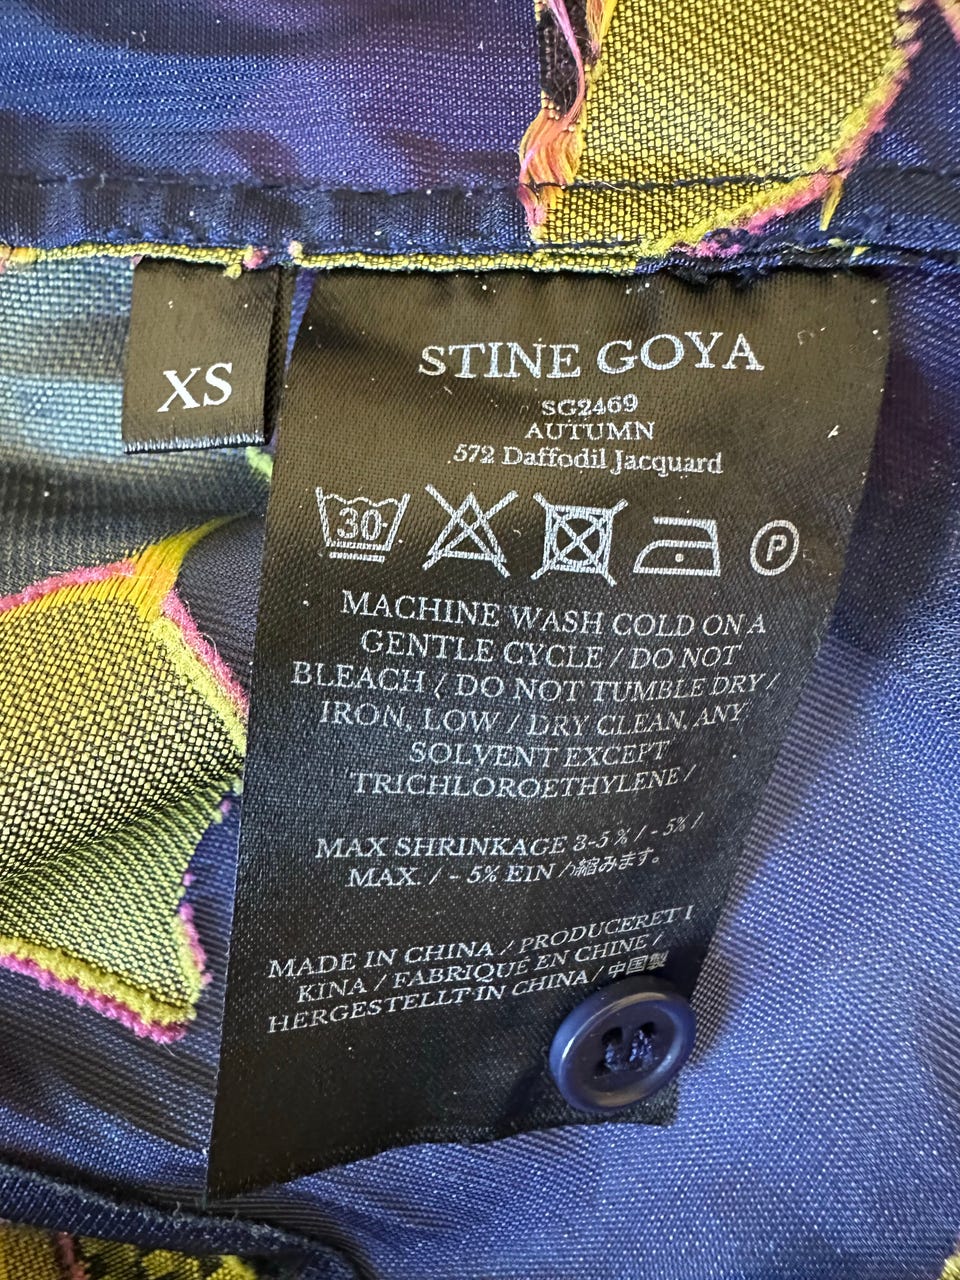 XS
STINE GOYA
SG2469
AUTUMN
572 Daffodil Jacquard
30
P
MACHINE WASH COLD ON A
GENTLE CYCLE / DO NOT
BLEACH / DO NOT TUMBLE DRY /
IRON, LOW / DRY CLEAN, ANY
SOLVENT EXCEPT
TRICHLOROETHYLENE /
MAX SHRINKAGE 3-5% / - 5% /
MAX. / - 5% EIN /縮みます。
MADE IN CHINA / PRODUCERET I
KINA / FABRIQUÉ EN CHINE /
HERGESTELLT IN CHINA / 中国製